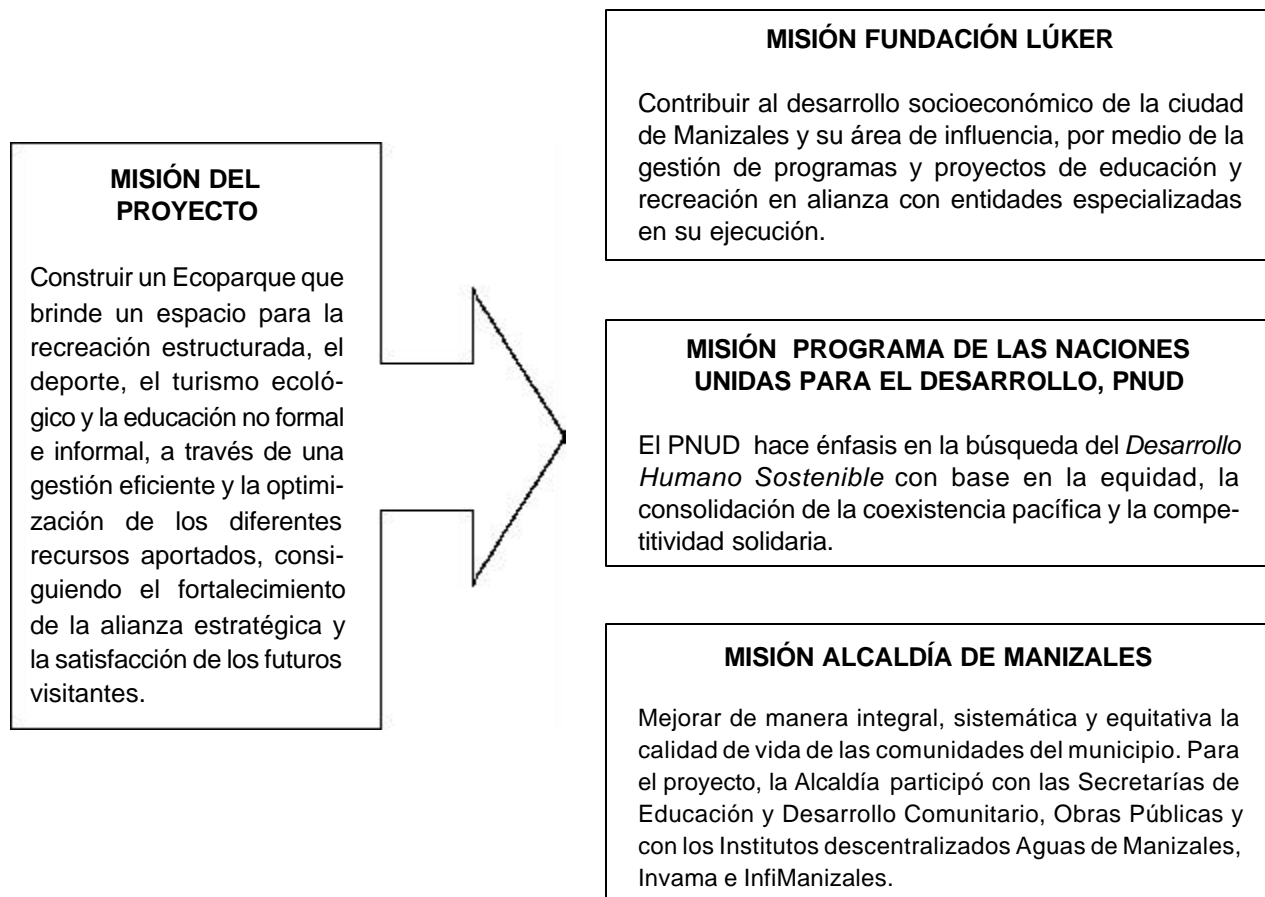 MISIÓN DEL
PROYECTO
Construir un Ecoparque que
brinde un espacio para la
recreación estructurada, el
deporte, el turismo ecoló-
gico y la educación no formal
e informal, a través de una
gestión eficiente y la optimi-
zación de los diferentes
recursos aportados, consi-
guiendo el fortalecimiento
de la alianza estratégica y
la satisfacción de los futuros
visitantes.
MISIÓN FUNDACIÓN LÚKER
Contribuir al desarrollo socioeconómico de la ciudad
de Manizales y su área de influencia, por medio de la
gestión de programas y proyectos de educación y
recreación en alianza con entidades especializadas
en su ejecución.
MISIÓN PROGRAMA DE LAS NACIONES
UNIDAS PARA EL DESARROLLO, PNUD
El PNUD hace énfasis en la búsqueda del Desarrollo
Humano Sostenible con base en la equidad, la
consolidación de la coexistencia pacífica y la compe-
titividad solidaria.
MISIÓN ALCALDÍA DE MANIZALES
Mejorar de manera integral, sistemática y equitativa la
calidad de vida de las comunidades del municipio. Para
el proyecto, la Alcaldía participó con las Secretarías de
Educación y Desarrollo Comunitario, Obras Públicas y
con los Institutos descentralizados Aguas de Manizales,
Invama e InfiManizales.